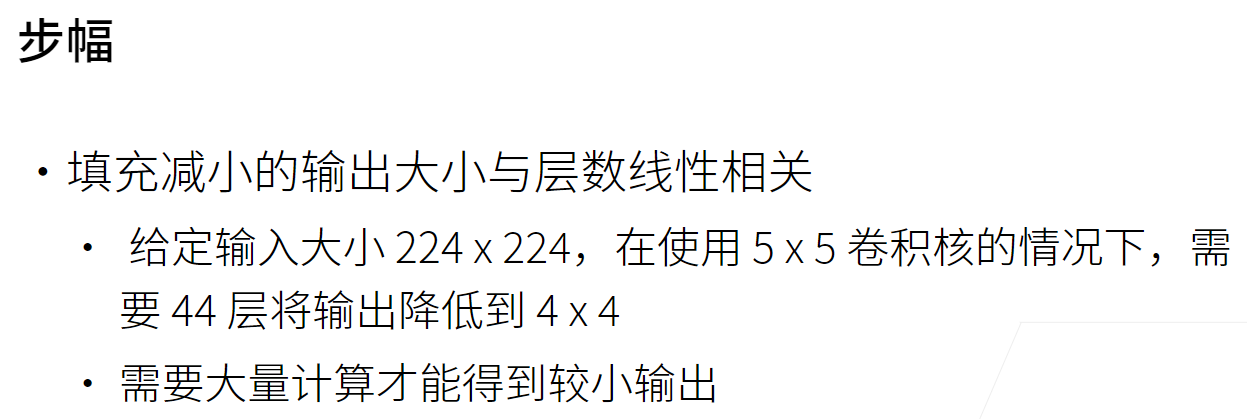 步幅
• 填充减小的输出大小与层数线性相关
• 给定输入大小 224 x 224，在使用 5 x 5 卷积核的情况下，需
要 44 层将输出降低到 4 x 4
• 需要大量计算才能得到较小输出